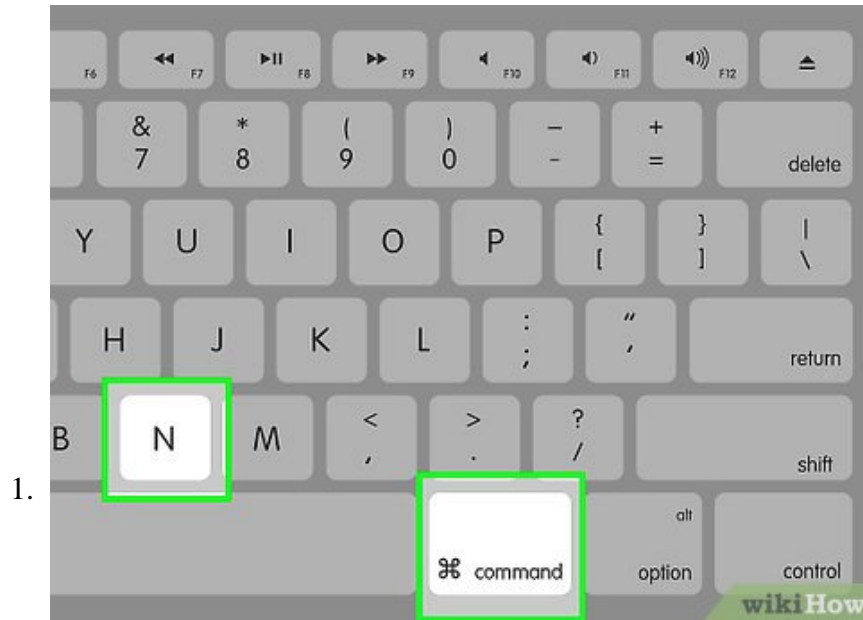 F6 F7 F8 F9 F10 F11 F12
& * ( ) _ +
7 8 9 0 - = delete
Y U I O P { [ } ] | \
H J K L : ; " ' return
B N M < , > . ? / shift
1.
alt
⌘ command option control
wikiHow